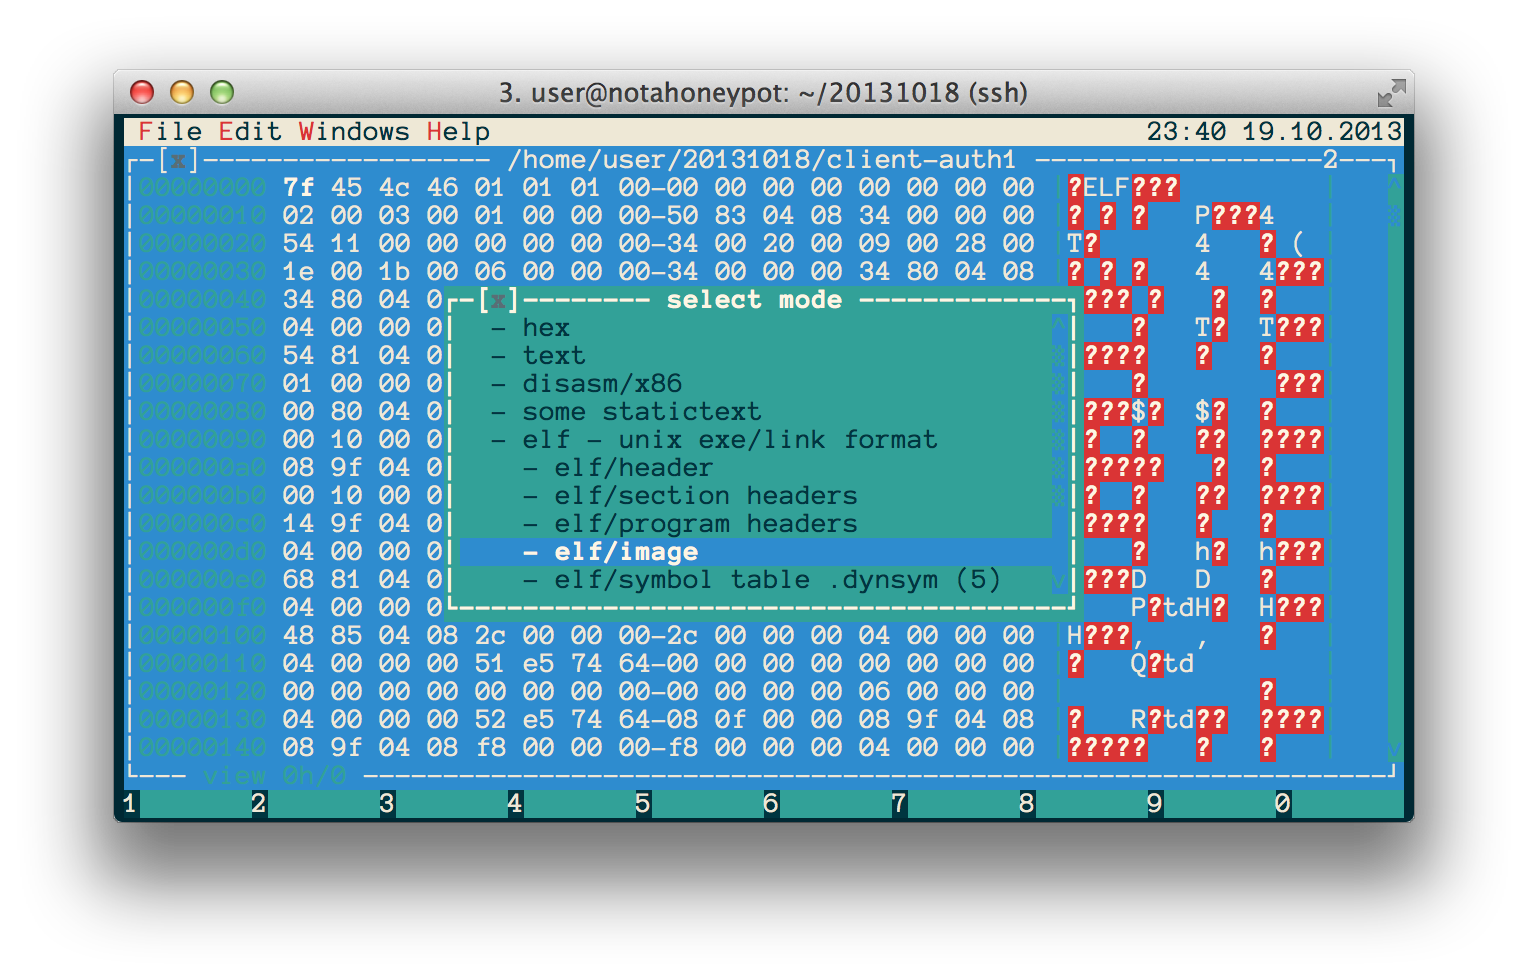 3. user@notahoneypot: ~/20131018 (ssh)
File Edit Windows Help 23:40 19.10.2013
[x] /home/user/20131018/client-auth1 2
00000000 7f 45 4c 46 01 01 01 00-00 00 00 00 00 00 00 00 ?ELF???
00000010 02 00 03 00 01 00 00 00-50 83 04 08 34 00 00 00 ? ? ? P???4
00000020 54 11 00 00 00 00 00 00-34 00 20 00 09 00 28 00 T? 4 ? (
00000030 1e 00 1b 00 06 00 00 00-34 00 00 00 34 80 04 08 ? ? ? 4 4???
00000040 34 80 04 0 [x] select mode ??? ? ? ?
00000050 04 00 00 0 - hex ^ ? T? T???
00000060 54 81 04 0 - text ???? ? ?
00000070 01 00 00 0 - disasm/x86 ? ???
00000080 00 80 04 0 - some statictext ???$? $? ?
00000090 00 10 00 0 - elf - unix exe/link format ? ? ?? ????
000000a0 08 9f 04 0 - elf/header ????? ? ?
000000b0 00 10 00 0 - elf/section headers ? ? ?? ????
000000c0 14 9f 04 0 - elf/program headers ???? ? ?
000000d0 04 00 00 0 - elf/image ? h? h???
000000e0 68 81 04 0 - elf/symbol table .dynsym (5) v ???D D ?
000000f0 04 00 00 0 P?tdH? H???
00000100 48 85 04 08 2c 00 00 00-2c 00 00 00 04 00 00 00 H???, , ?
00000110 04 00 00 00 51 e5 74 64-00 00 00 00 00 00 00 00 ? Q?td
00000120 00 00 00 00 00 00 00 00-00 00 00 00 06 00 00 00 ?
00000130 04 00 00 00 52 e5 74 64-08 0f 00 00 08 9f 04 08 ? R?td?? ????
00000140 08 9f 04 08 f8 00 00 00-f8 00 00 00 04 00 00 00 ????? ? ?
view 0h/0
1 2 3 4 5 6 7 8 9 0